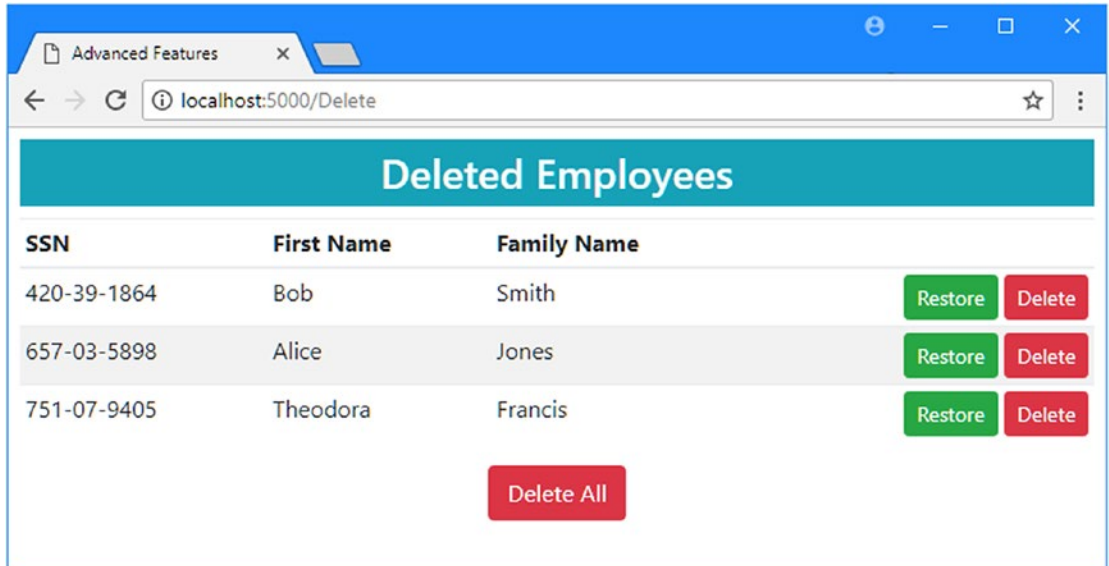 Advanced Features
localhost:5000/Delete
Deleted Employees
SSN First Name Family Name
420-39-1864 Bob Smith Restore Delete
657-03-5898 Alice Jones Restore Delete
751-07-9405 Theodora Francis Restore Delete
Delete All